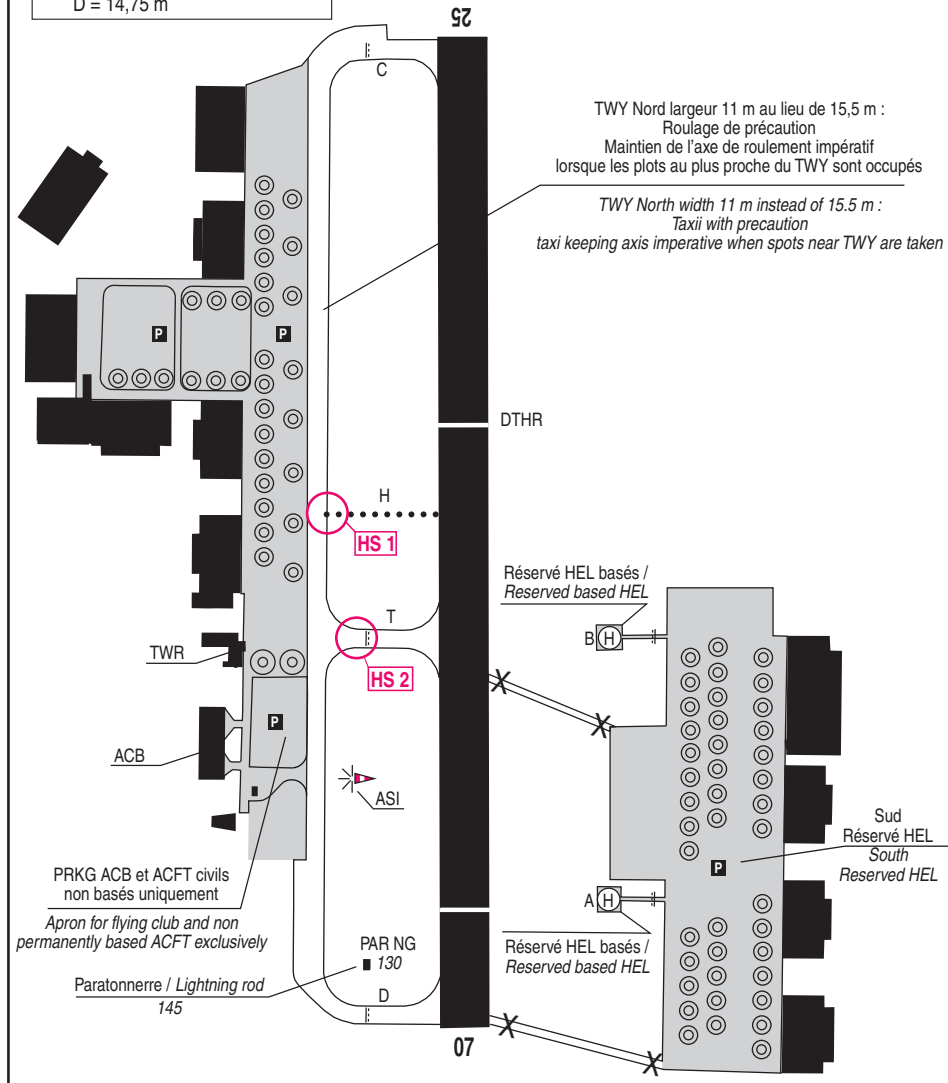 D = 14,75 m
25
C
TWY Nord largeur 11 m au lieu de 15,5 m :
Roulage de précaution
Maintien de l'axe de roulement impératif
lorsque les plots au plus proche du TWY sont occupés
TWY North width 11 m instead of 15.5 m :
Taxii with precaution
taxi keeping axis imperative when spots near TWY are taken
P
P
DTHR
H
HS 1
Réservé HEL basés /
Reserved based HEL
T
B
H
TWR
HS 2
P
ACB
ASI
Sud
Réservé HEL
South
Reserved HEL
P
PRKG ACB et ACFT civils
non basés uniquement
Apron for flying club and non
permanently based ACFT exclusively
A
H
PAR NG
130
Réservé HEL basés /
Reserved based HEL
Paratonnerre / Lightning rod
145
D
07